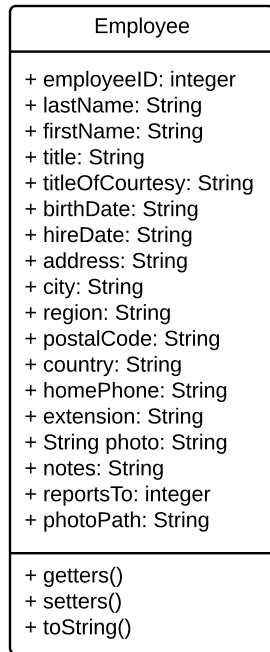 Employee
+ employeeID: integer
+ lastName: String
+ firstName: String
+ title: String
+ titleOfCourtesy: String
+ birthDate: String
+ hireDate: String
+ address: String
+ city: String
+ region: String
+ postalCode: String
+ country: String
+ homePhone: String
+ extension: String
+ String photo: String
+ notes: String
+ reportsTo: integer
+ photoPath: String
+ getters()
+ setters()
+ toString()